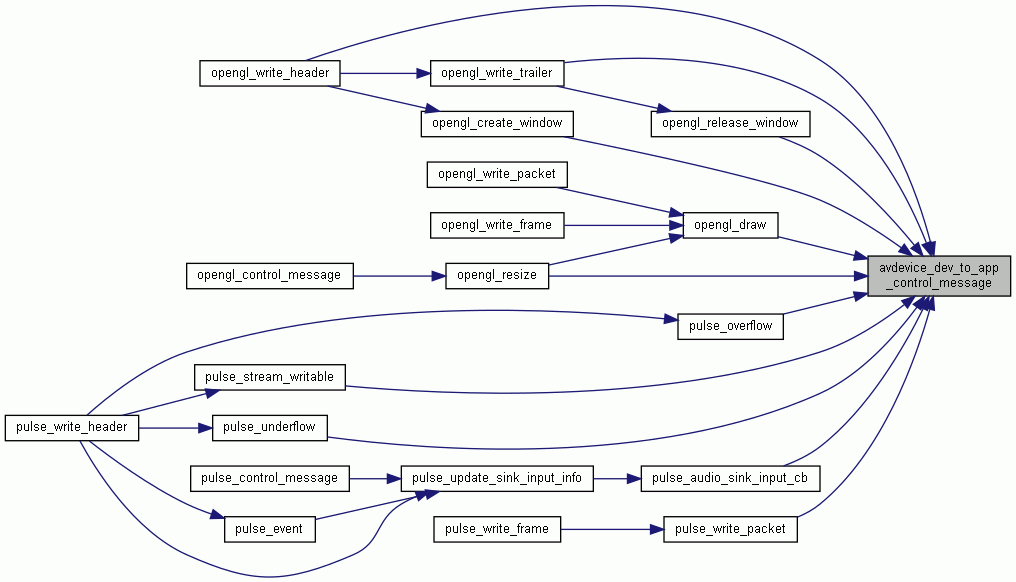 opengl_write_header
opengl_write_trailer
opengl_create_window
opengl_release_window
opengl_write_packet
opengl_write_frame
opengl_draw
opengl_control_message
opengl_resize
avdevice_dev_to_app
_control_message
pulse_overflow
pulse_stream_writable
pulse_write_header
pulse_underflow
pulse_control_message
pulse_update_sink_input_info
pulse_audio_sink_input_cb
pulse_event
pulse_write_frame
pulse_write_packet